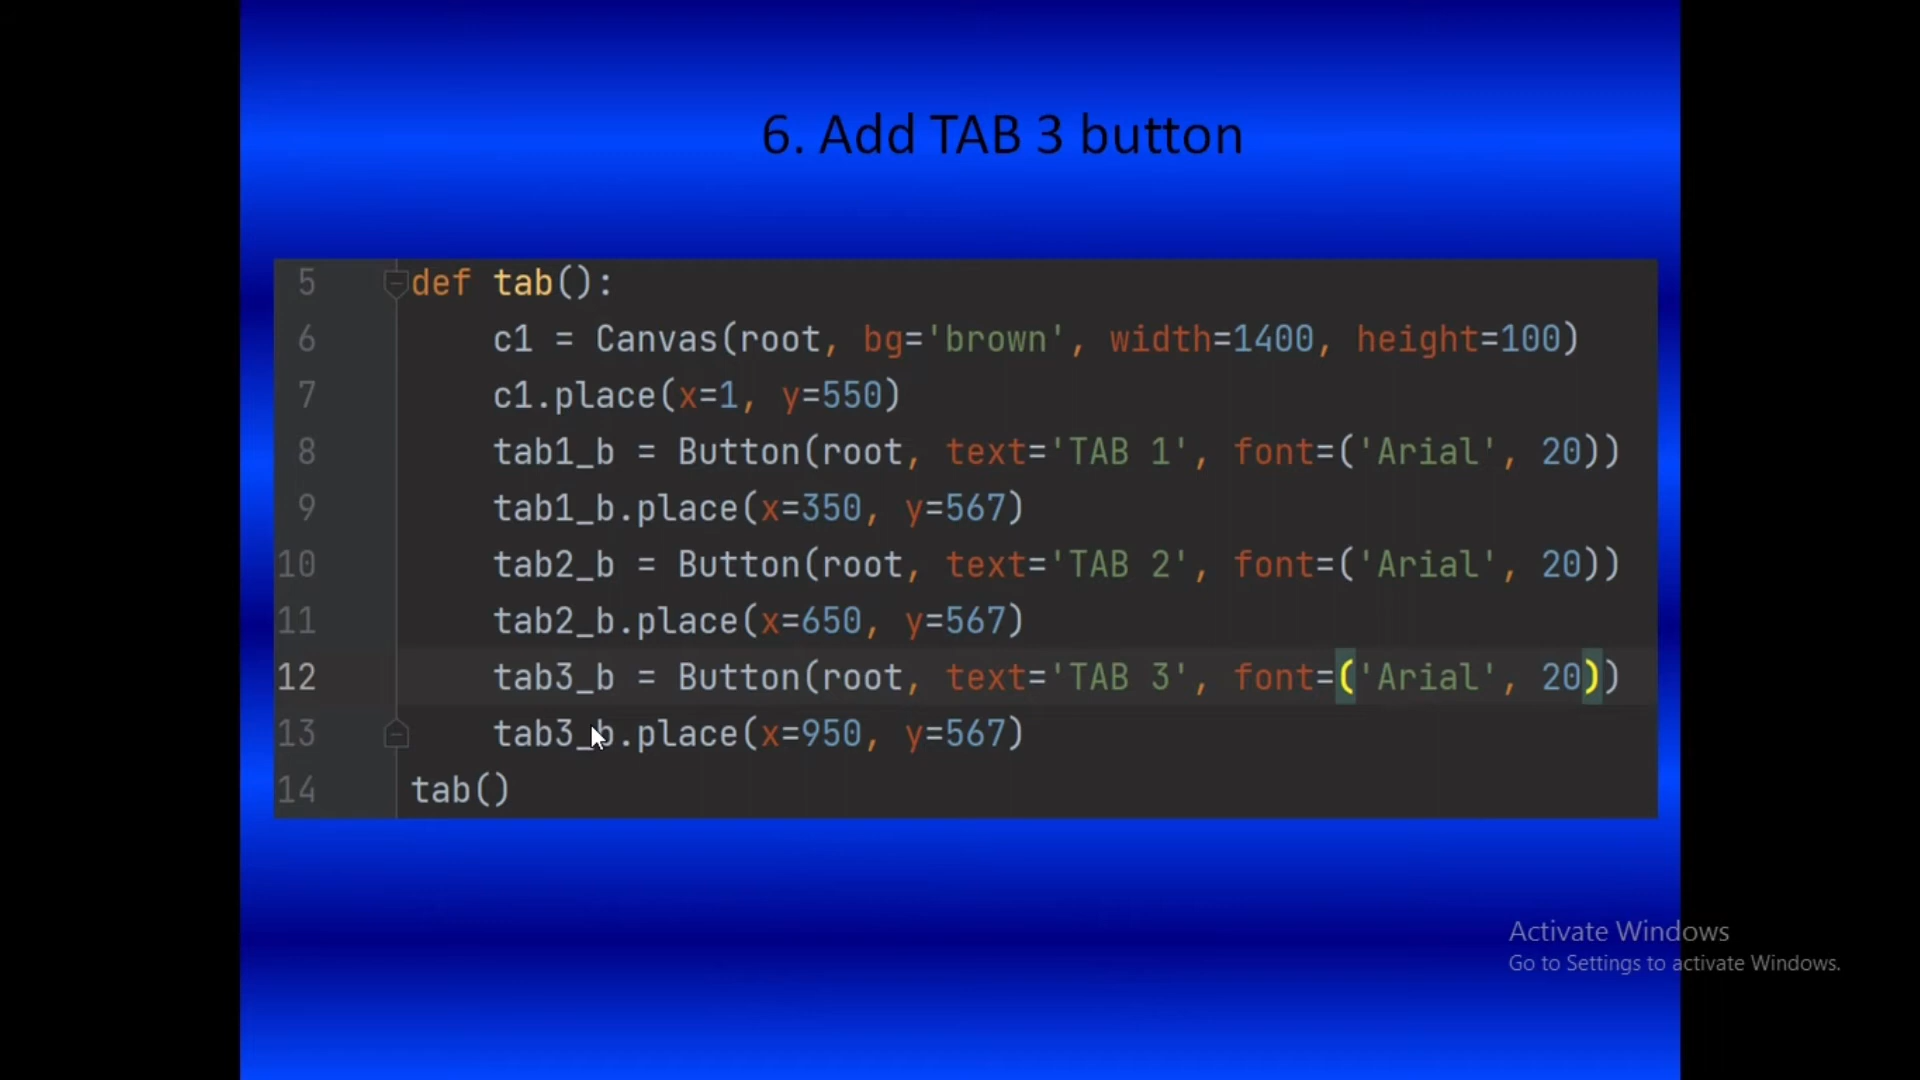 6. Add TAB 3 button
5 def tab():
6 c1 = Canvas(root, bg='brown', width=1400, height=100)
7 c1.place(x=1, y=550)
8 tab1_b = Button(root, text='TAB 1', font=('Arial', 20))
9 tab1_b.place(x=350, y=567)
10 tab2_b = Button(root, text='TAB 2', font=('Arial', 20))
11 tab2_b.place(x=650, y=567)
12 tab3_b = Button(root, text='TAB 3', font=('Arial', 20))
13 tab3_b.place(x=950, y=567)
14 tab()
Activate Windows
Go to Settings to activate Windows.